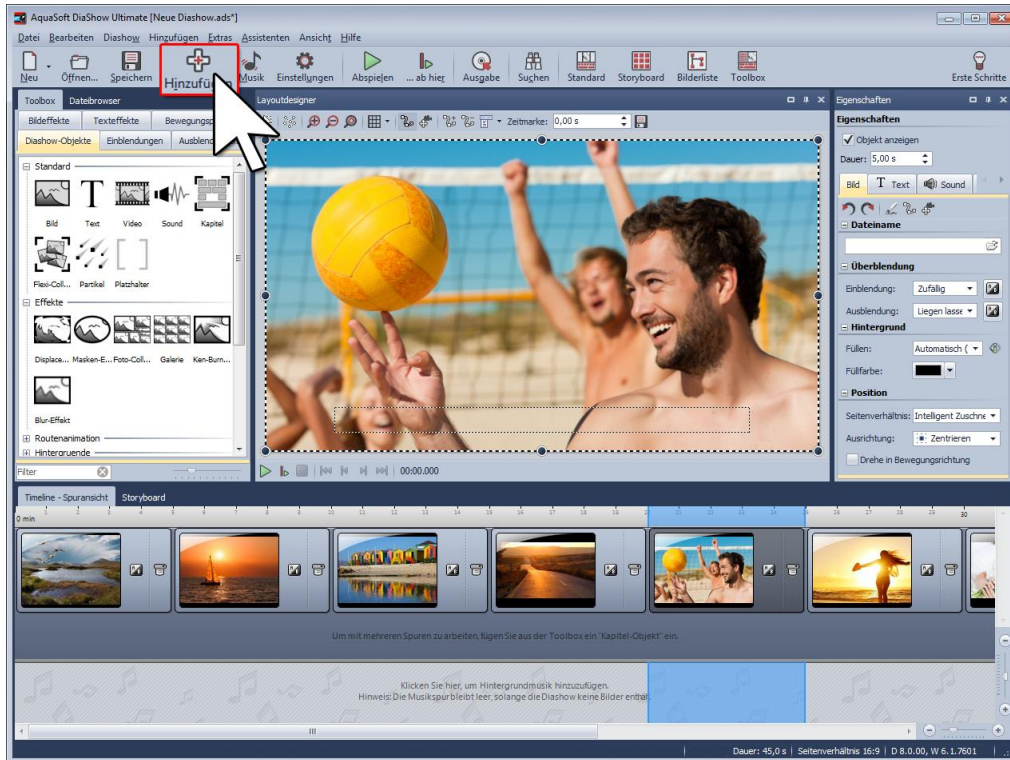 AquaSoft DiaShow Ultimate [Neue Diashow.ads*]
Datei Bearbeiten Diashow Hinzufügen Extras Assistenten Ansicht Hilfe
Neu Öffnen... Speichern Hinzufügen Musik Einstellungen Abspielen ... ab hier Ausgabe Suchen Standard Storyboard Bilderliste Toolbox Erste Schritte
Toolbox Dateibrowser
Bildeffekte Texteffekte
Diashow-Objekte Einblendungen
Standard
Bild Text Video Sound Kapitel
Flexi-Coll... Partikel Platzhalter
Effekte
Displace... Masken-E... Foto-Coll... Galerie Ken-Burn...
Blur-Effekt
Routenanimation
Hintergruende
Filter
Layoutdesigner
Zeitmarke: 0,00 s
00:00.000
Eigenschaften
Eigenschaften
Objekt anzeigen
Dauer: 5,00 s
Bild T Text Sound
Dateiname
Überblendung
Einblendung: Zufällig
Ausblendung: Liegen lasse
Hintergrund
Füllen: Automatisch (
Füllfarbe:
Position
Seitenverhältnis: Intelligent Zuschne
Ausrichtung: Zentrieren
Drehe in Bewegungsrichtung
Timeline - Spuransicht Storyboard
0 min
30
Um mit mehreren Spuren zu arbeiten, fügen Sie aus der Toolbox ein "Kapitel-Objekt" ein.
Klicken Sie hier, um Hintergrundmusik hinzuzufügen.
Hinweis: Die Musikspur bleibt leer, solange die Diashow keine Bilder enthält.
Dauer: 45,0 s Seitenverhältnis 16:9 D 8.0.00, W 6.1.7601